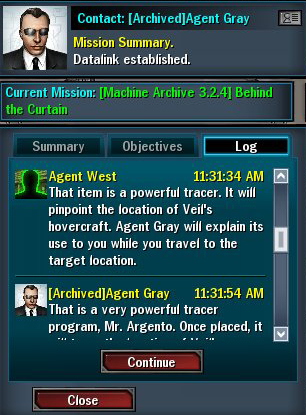 Contact: [Archived]Agent Gray
Mission Summary.
Datalink established.
Current Mission: [Machine Archive 3.2.4] Behind
the Curtain
Summary
Objectives
Log
Agent West 11:31:34 AM
That item is a powerful tracer. It will
pinpoint the location of Veil's
hovercraft. Agent Gray will explain its
use to you while you travel to the
target location.
[Archived]Agent Gray 11:31:54 AM
That is a very powerful tracer
program, Mr. Argento. Once placed, it
Continue
Close